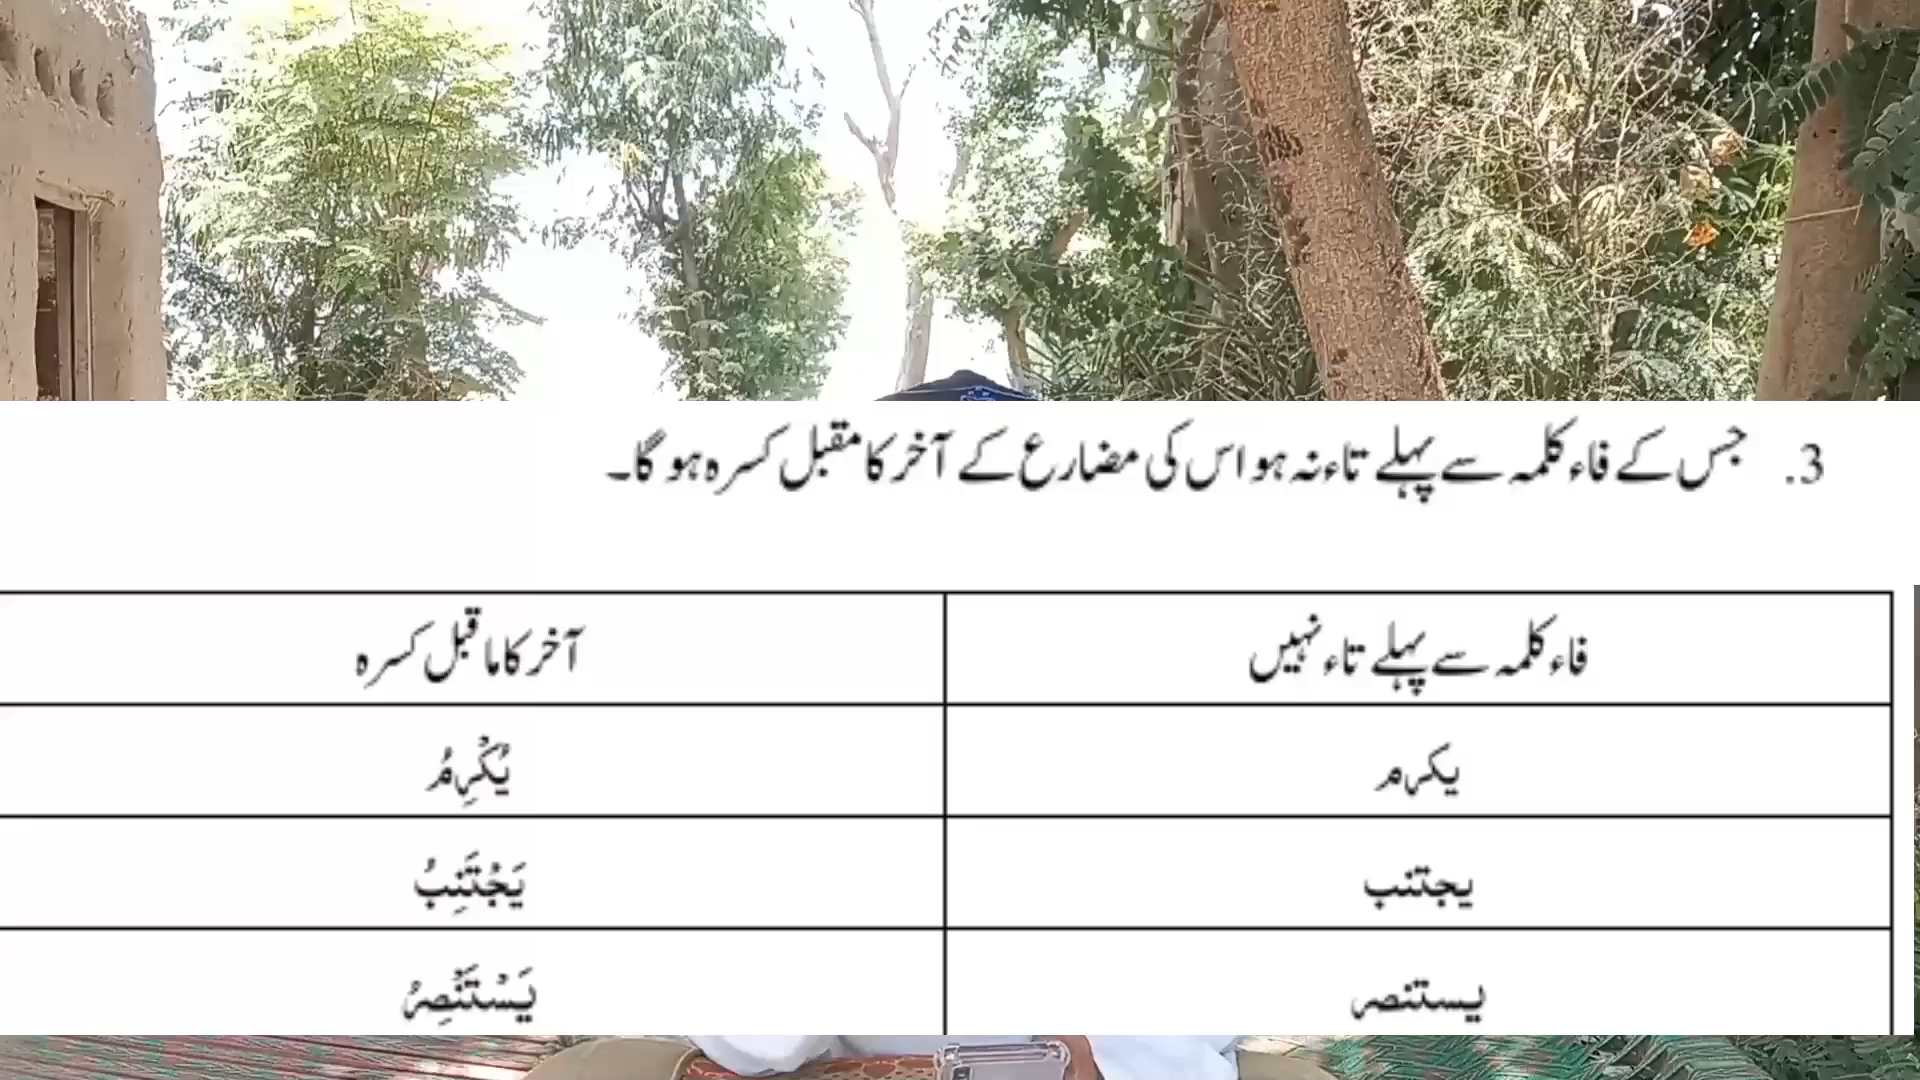 3. جس کے فاء کلمہ سے پہلے تاء نہ ہو اس کی مضارع کے آخر کا مقبل کسرہ ہو گا۔
فاء کلمہ سے پہلے تاء نہیں	آخر کا ماقبل کسرہ
یکرم	يُكْرِمُ
یجتنب	يَجْتَنِبُ
یستنصر	يَسْتَنْصِرُ